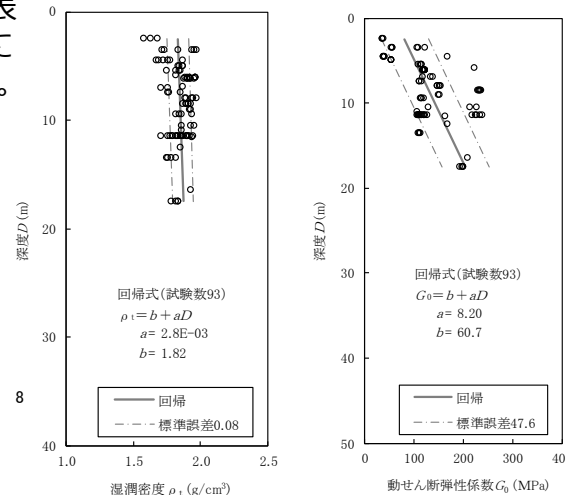 表
に
。
8
0
10
20
30
40
深度D(m)
回帰式(試験数93)
ρt=b+aD
a= 2.8E-03
b= 1.82
回帰
標準誤差0.08
1.0 1.5 2.0 2.5
湿潤密度 ρt (g/cm³)
0
10
20
30
40
50
深度D(m)
回帰式(試験数93)
G0=b+aD
a= 8.20
b= 60.7
回帰
標準誤差47.6
0 100 200 300 40
動せん断弾性係数G0 (MPa)